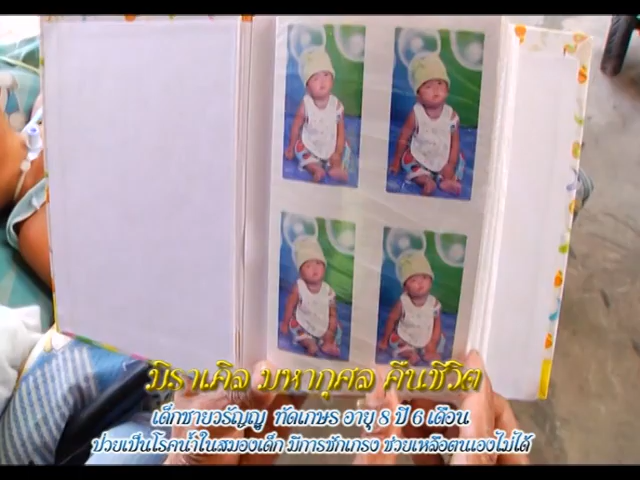 มิราเคิล มหากุศล คืนชีวิต
เด็กชายวรัญญู ทัดเกษร อายุ 8 ปี 6 เดือน
ป่วยเป็นโรคน้ำในสมองเด็ก มีการชักเกรง ช่วยเหลือตนเองไม่ได้